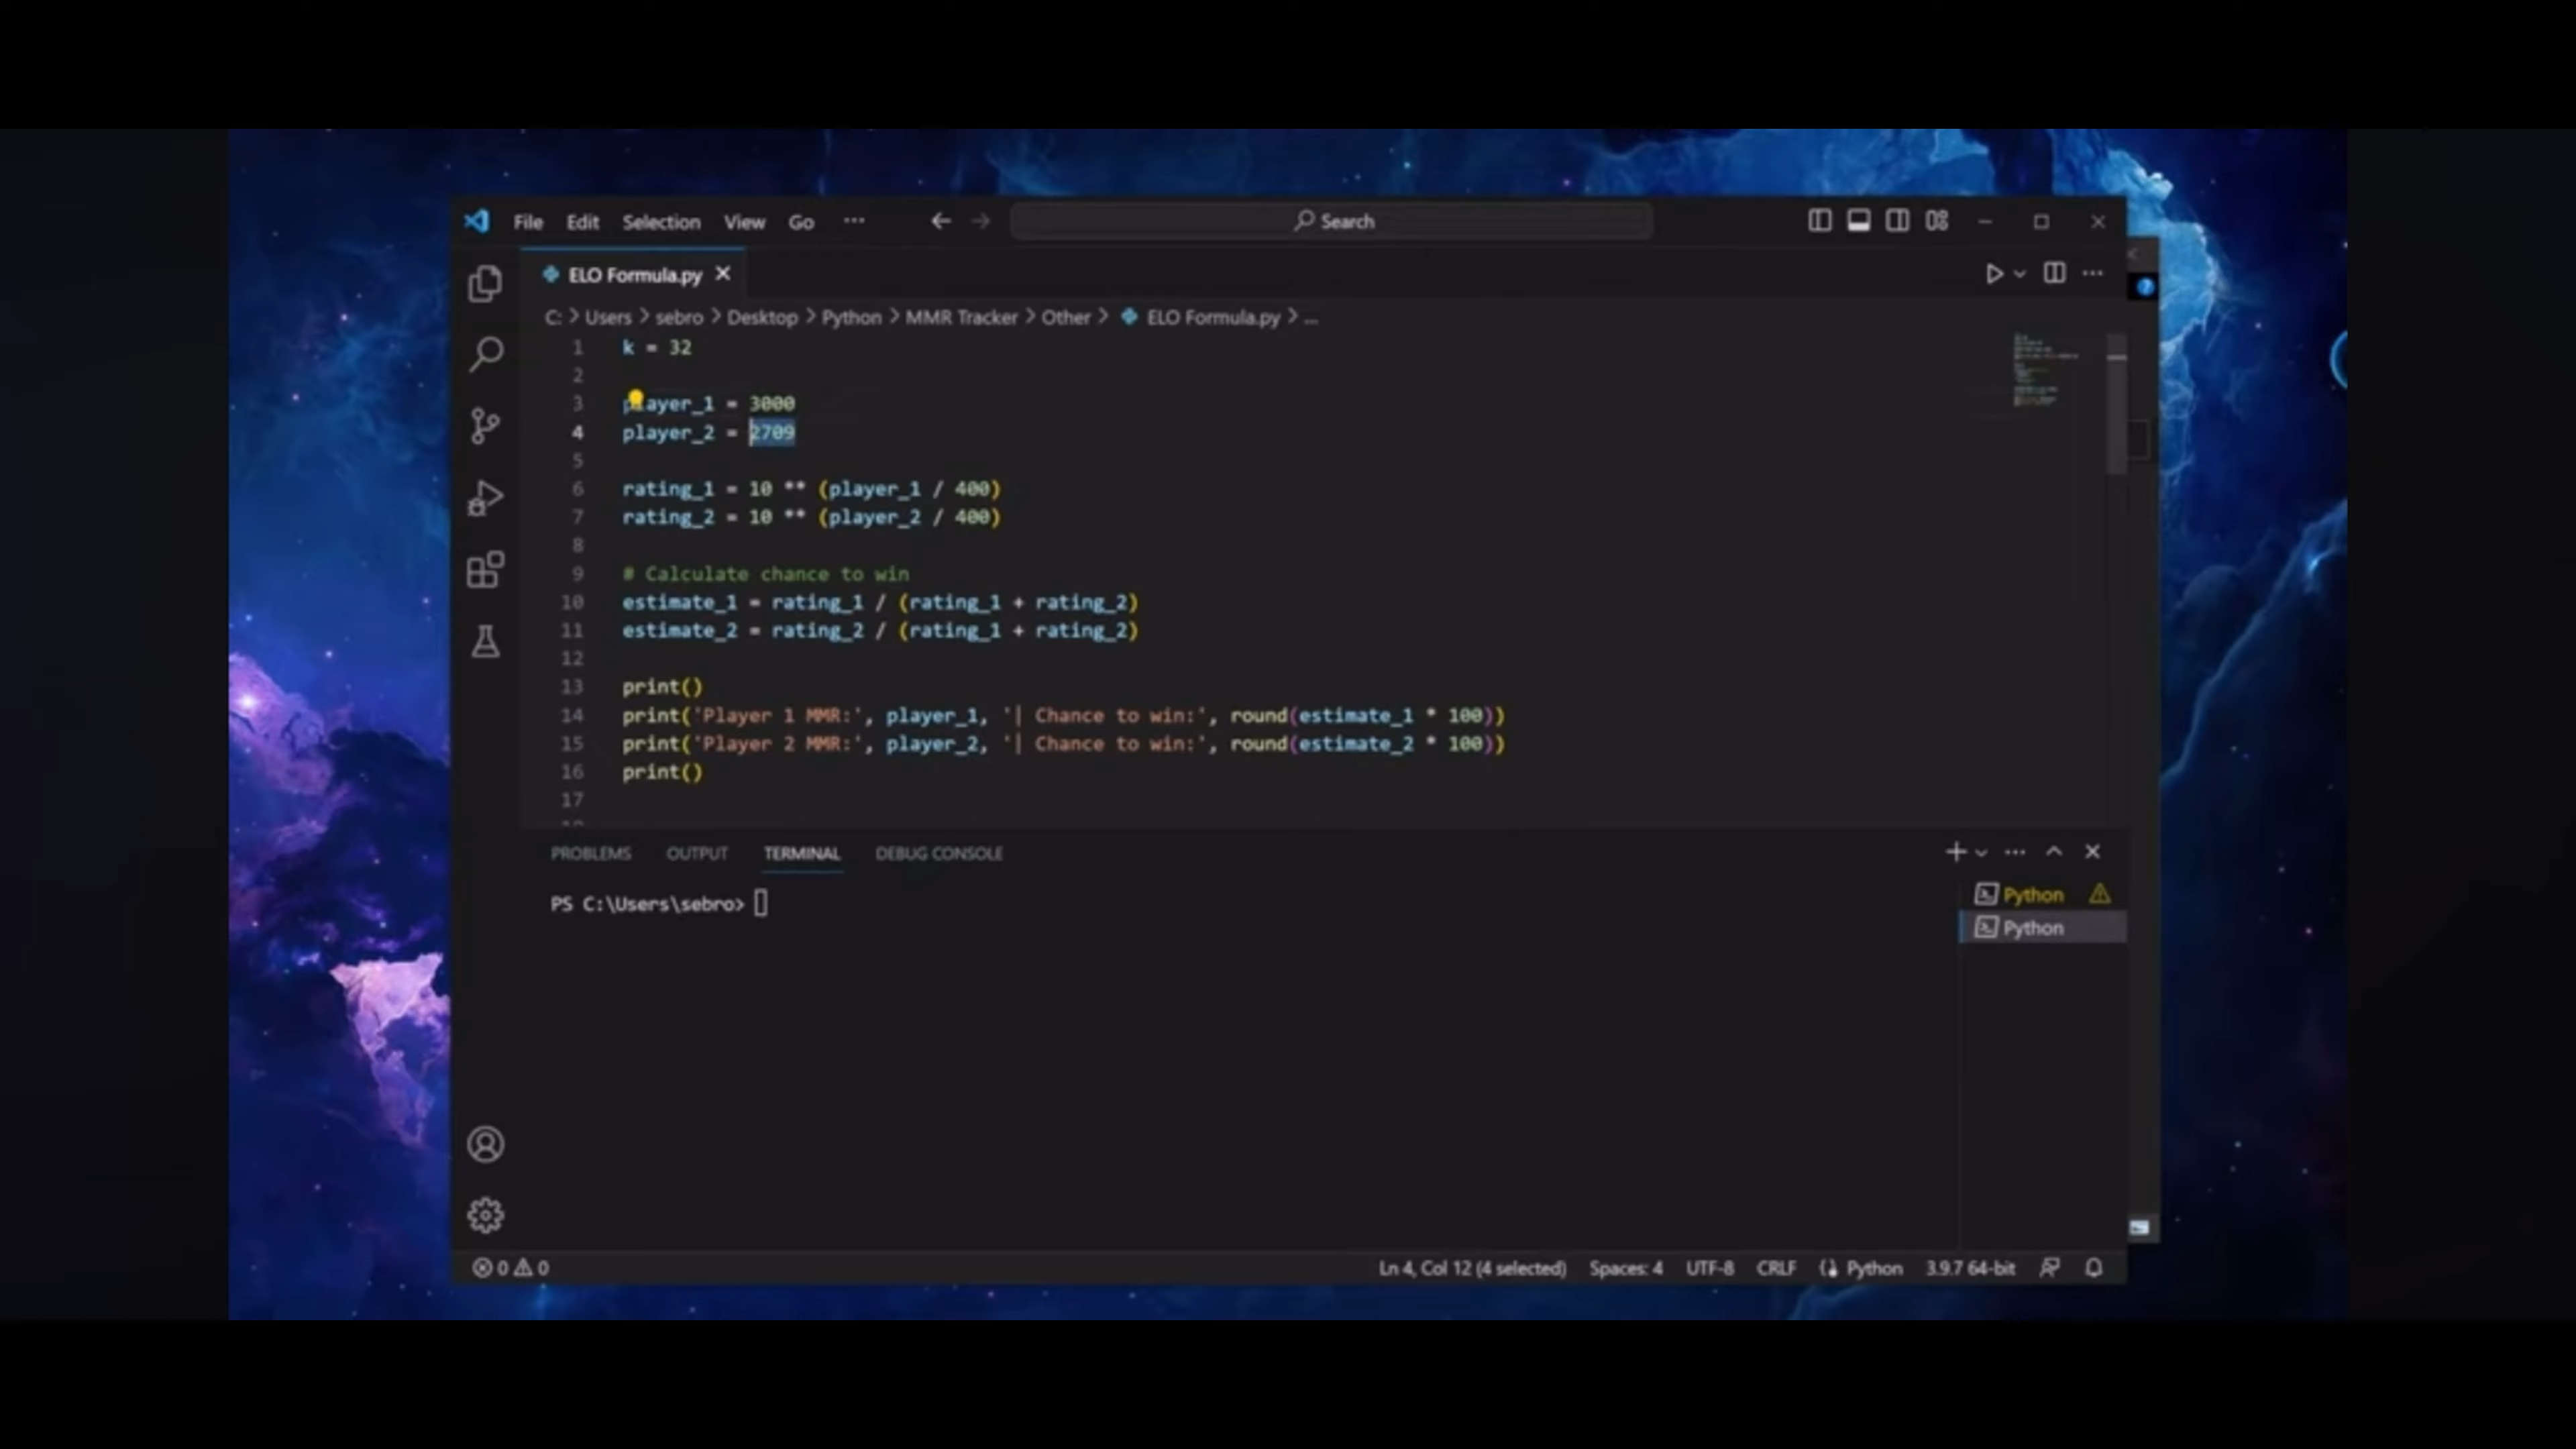 File Edit Selection View Go ··· Search
ELO Formula.py
C: > Users > sebro > Desktop > Python > MMR Tracker > Other > ELO Formula.py > ...
1 k = 32
2
3 player_1 = 3000
4 player_2 = 2709
5
6 rating_1 = 10 ** (player_1 / 400)
7 rating_2 = 10 ** (player_2 / 400)
8
9 # Calculate chance to win
10 estimate_1 = rating_1 / (rating_1 + rating_2)
11 estimate_2 = rating_2 / (rating_1 + rating_2)
12
13 print()
14 print('Player 1 MMR:', player_1, '| Chance to win:', round(estimate_1 * 100))
15 print('Player 2 MMR:', player_2, '| Chance to win:', round(estimate_2 * 100))
16 print()
17
PROBLEMS OUTPUT TERMINAL DEBUG CONSOLE
PS C:\Users\sebro>
Python
Python
0 0 Ln 4, Col 12 (4 selected) Spaces: 4 UTF-8 CRLF Python 3.9.7 64-bit